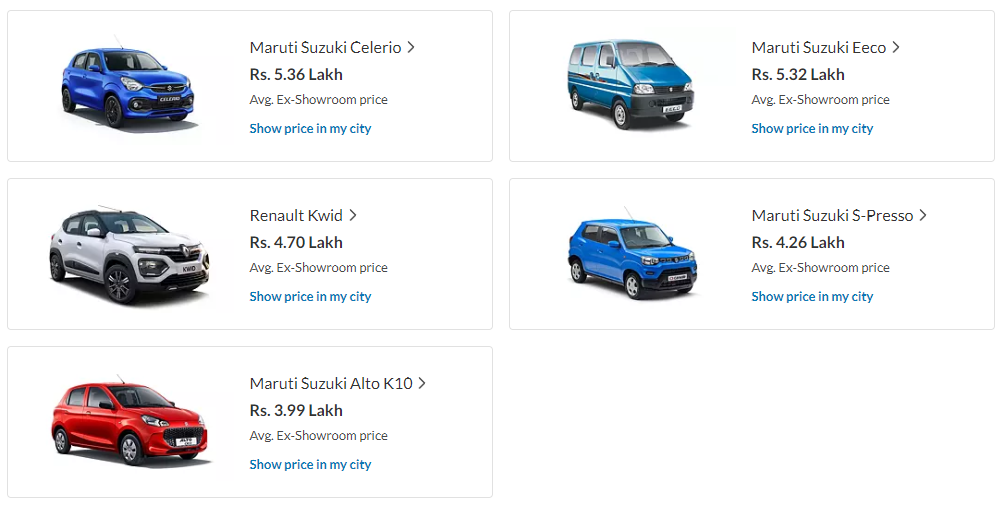 Maruti Suzuki Celerio
Rs. 5.36 Lakh
Avg. Ex-Showroom price
Show price in my city
CELERIO
Maruti Suzuki Eeco
Rs. 5.32 Lakh
Avg. Ex-Showroom price
Show price in my city
EECO
Renault Kwid
Rs. 4.70 Lakh
Avg. Ex-Showroom price
Show price in my city
KWID
Maruti Suzuki S-Presso
Rs. 4.26 Lakh
Avg. Ex-Showroom price
Show price in my city
Maruti Suzuki Alto K10
Rs. 3.99 Lakh
Avg. Ex-Showroom price
Show price in my city
ALTO